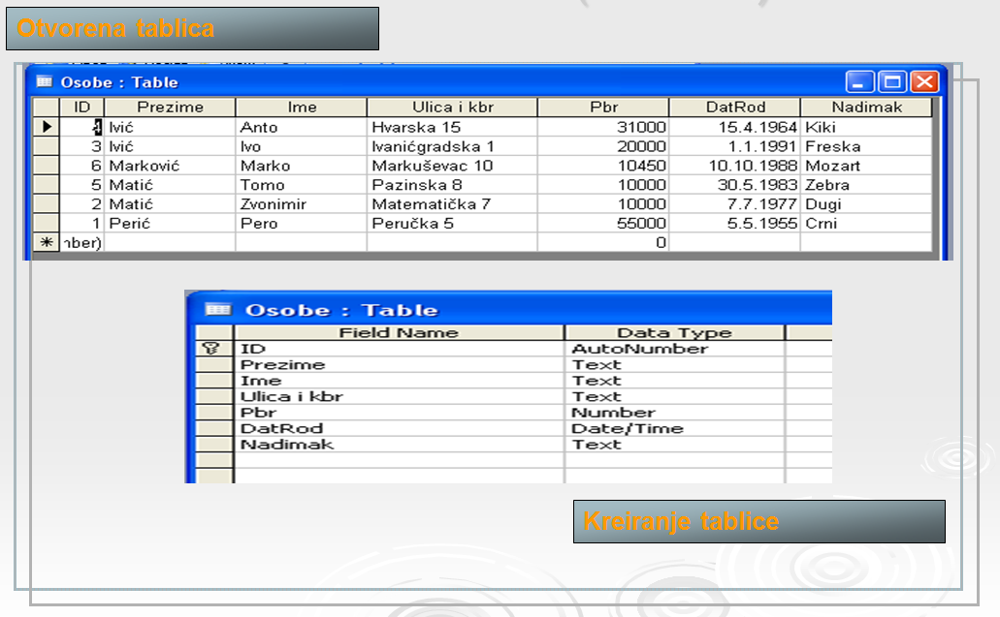 Otvorena tablica
Osobe : Table
ID Prezime Ime Ulica i kbr Pbr DatRod Nadimak
4 Ivić Anto Hvarska 15 31000 15.4.1964 Kiki
3 Ivić Ivo Ivanićgradska 1 20000 1.1.1991 Freska
6 Marković Marko Markuševac 10 10450 10.10.1988 Mozart
5 Matić Tomo Pazinska 8 10000 30.5.1983 Zebra
2 Matić Zvonimir Matematička 7 10000 7.7.1977 Dugi
1 Perić Pero Peručka 5 55000 5.5.1955 Crni
mber) 0
Osobe : Table
Field Name Data Type
ID AutoNumber
Prezime Text
Ime Text
Ulica i kbr Text
Pbr Number
DatRod Date/Time
Nadimak Text
Kreiranje tablice